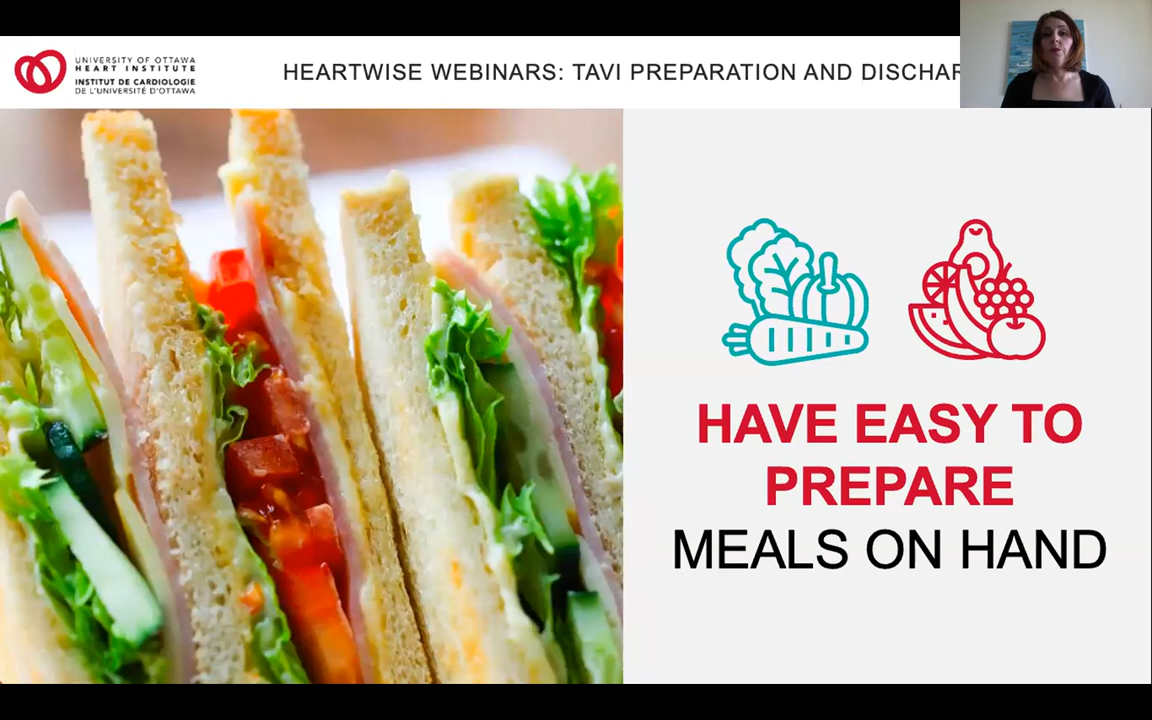 UNIVERSITY OF OTTAWA
HEART INSTITUTE
INSTITUT DE CARDIOLOGIE
DE L'UNIVERSITÉ D'OTTAWA
HEARTWISE WEBINARS: TAVI PREPARATION AND DISCHAR
HAVE EASY TO
PREPARE
MEALS ON HAND